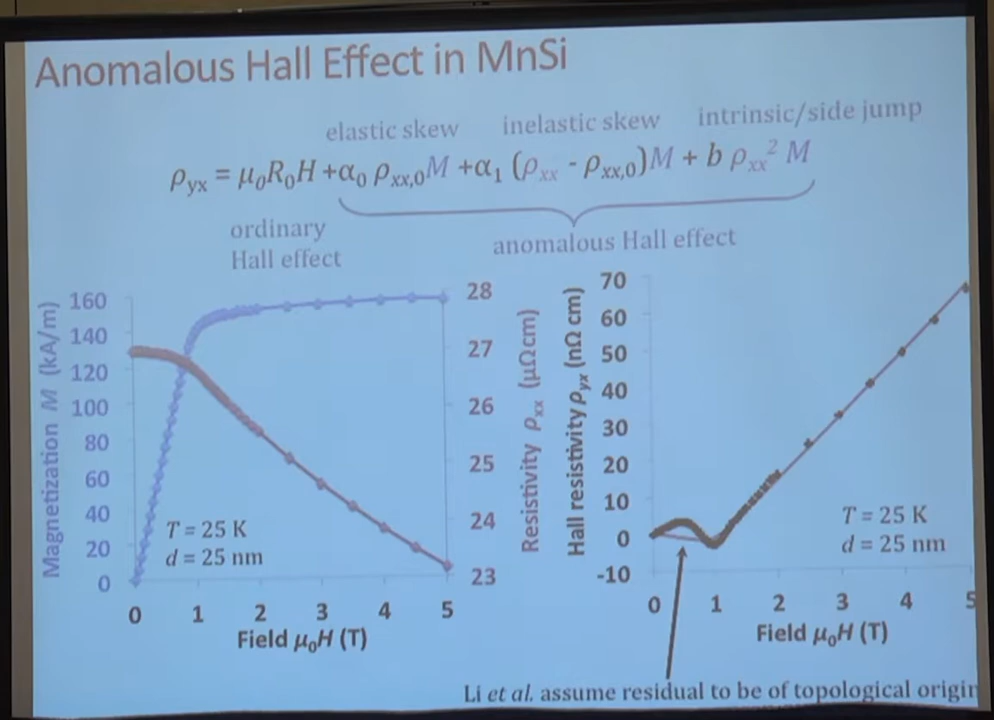 Anomalous Hall Effect in MnSi
elastic skew inelastic skew intrinsic/side jump
ρyx = μ₀R₀H +α₀ ρxx,0M +α₁ (ρxx - ρxx,0)M + b ρxx² M
ordinary
Hall effect
anomalous Hall effect
Magnetization M (kA/m)
160
140
120
100
80
60
40
20
0
T = 25 K
d = 25 nm
0 1 2 3 4 5
Field μ₀H (T)
28
27
26
25
24
23
Resistivity ρxx (μΩcm)
Hall resistivity ρyx (nΩ cm)
70
60
50
40
30
20
10
0
-10
T = 25 K
d = 25 nm
0 1 2 3 4 5
Field μ₀H (T)
Li et al. assume residual to be of topological origin